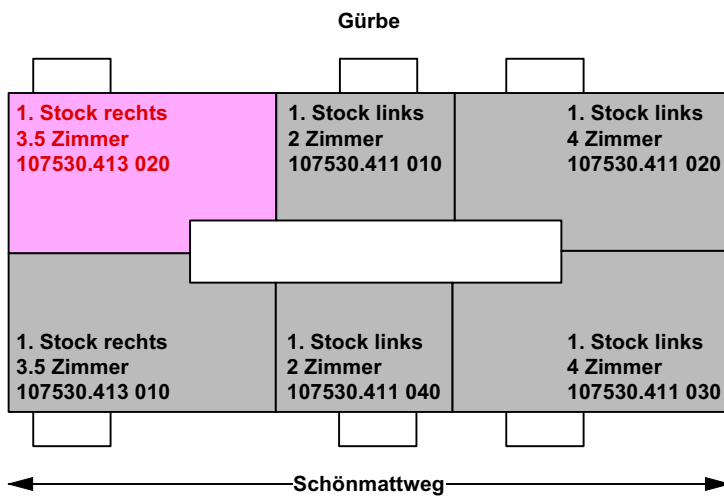 Gürbe
1. Stock rechts
3.5 Zimmer
107530.413 020
1. Stock links
2 Zimmer
107530.411 010
1. Stock links
4 Zimmer
107530.411 020
1. Stock rechts
3.5 Zimmer
107530.413 010
1. Stock links
2 Zimmer
107530.411 040
1. Stock links
4 Zimmer
107530.411 030
Schönmattweg